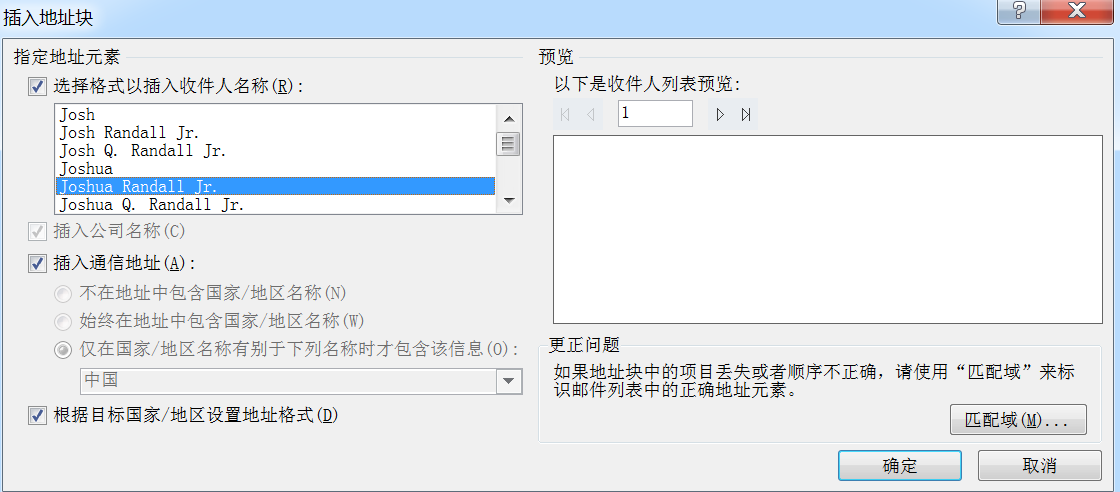 插入地址块
指定地址元素
选择格式以插入收件人名称(R):
Josh
Josh Randall Jr.
Josh Q. Randall Jr.
Joshua
Joshua Randall Jr.
Joshua Q. Randall Jr.
插入公司名称(C)
插入通信地址(A):
不在地址中包含国家/地区名称(N)
始终在地址中包含国家/地区名称(W)
仅在国家/地区名称有别于下列名称时才包含该信息(O):
中国
根据目标国家/地区设置地址格式(D)
预览
以下是收件人列表预览:
1
更正问题
如果地址块中的项目丢失或者顺序不正确，请使用“匹配域”来标
识邮件列表中的正确地址元素。
匹配域(M)...
确定
取消